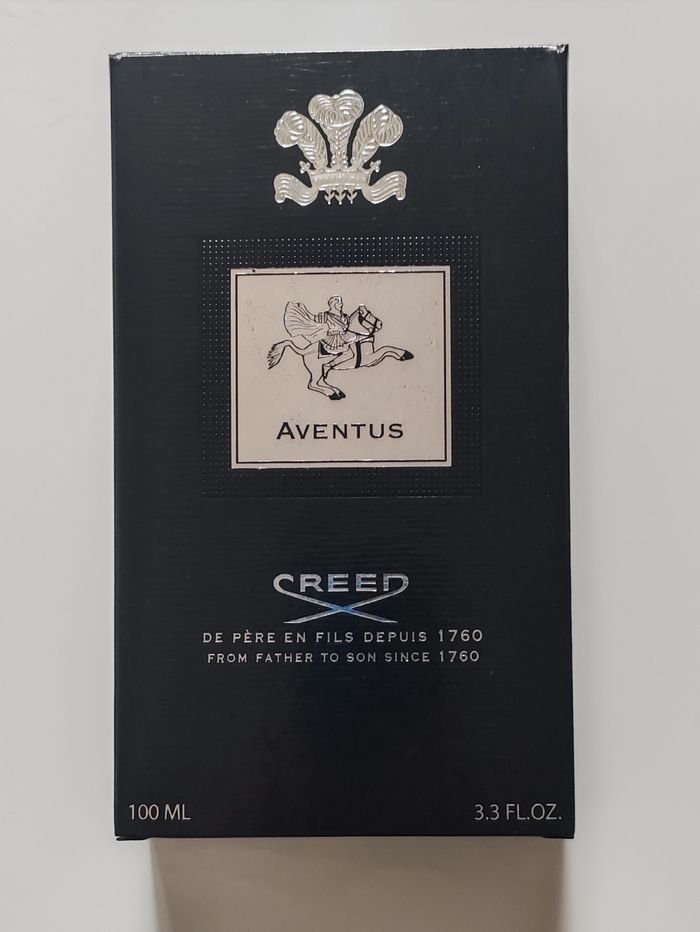 AVENTUS
CREED
DE PÈRE EN FILS DEPUIS 1760
FROM FATHER TO SON SINCE 1760
100 ML
3.3 FL.OZ.